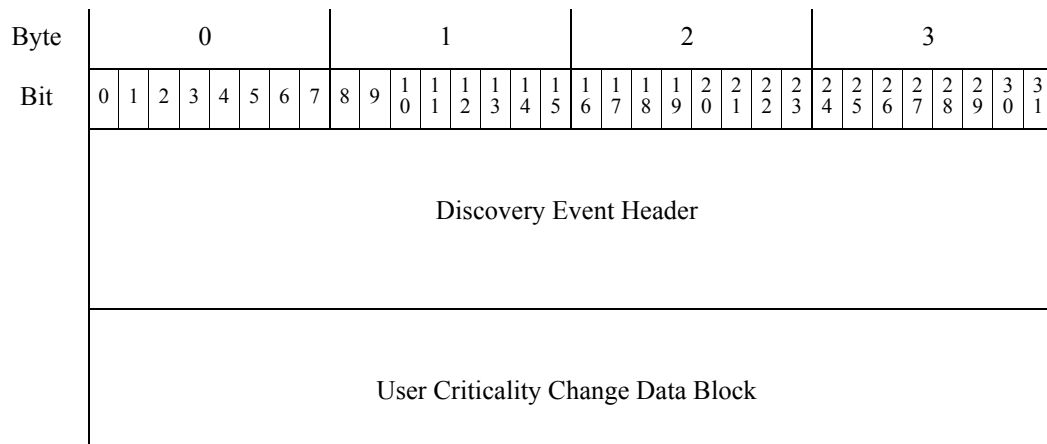 Byte 0 1 2 3
Bit 0 1 2 3 4 5 6 7 8 9 10 11 12 13 14 15 16 17 18 19 20 21 22 23 24 25 26 27 28 29 30 31
Discovery Event Header
User Criticality Change Data Block